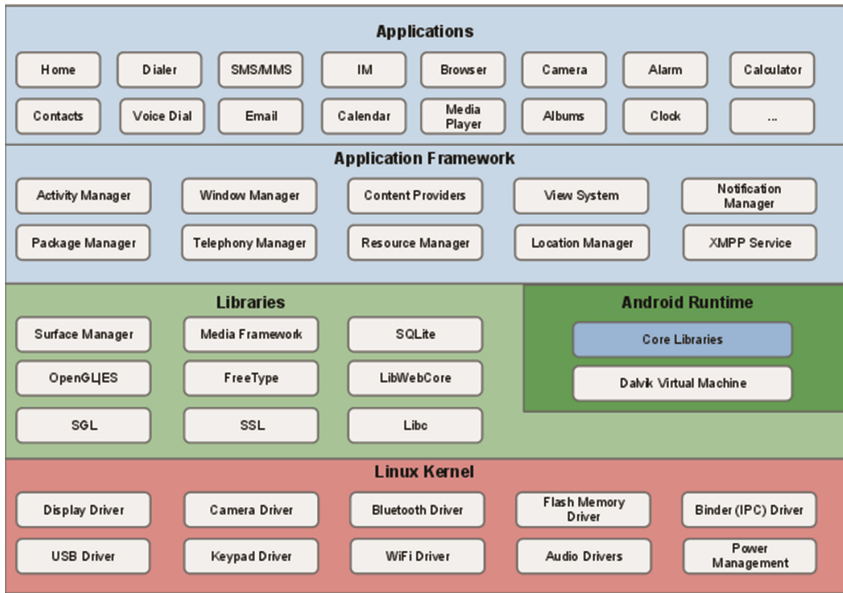 Applications
Home
Dialer
SMS/MMS
IM
Browser
Camera
Alarm
Calculator
Contacts
Voice Dial
Email
Calendar
Media
Player
Albums
Clock
...
Application Framework
Activity Manager
Window Manager
Content Providers
View System
Notification
Manager
Package Manager
Telephony Manager
Resource Manager
Location Manager
XMPP Service
Libraries
Surface Manager
Media Framework
SQLite
OpenGL|ES
FreeType
LibWebCore
SGL
SSL
Libc
Android Runtime
Core Libraries
Dalvik Virtual Machine
Linux Kernel
Display Driver
Camera Driver
Bluetooth Driver
Flash Memory
Driver
Binder (IPC) Driver
USB Driver
Keypad Driver
WiFi Driver
Audio Drivers
Power
Management